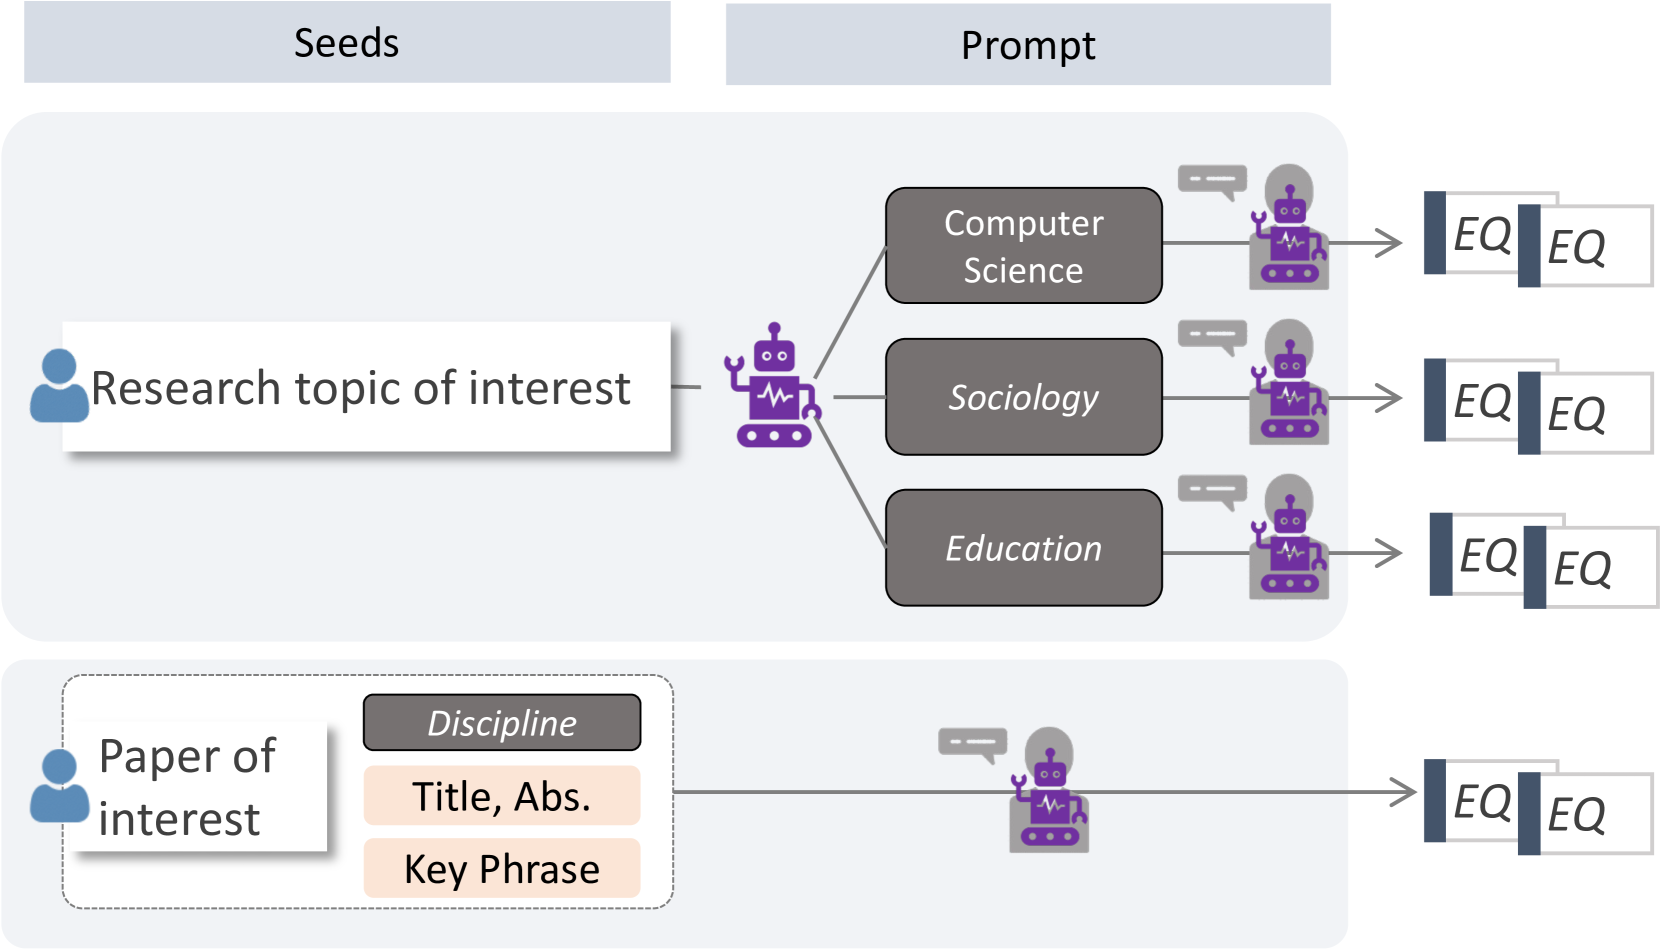 Seeds
Prompt
Research topic of interest
Computer
Science
Sociology
Education
EQ
EQ
EQ
EQ
EQ
EQ
Paper of
interest
Discipline
Title, Abs.
Key Phrase
EQ
EQ